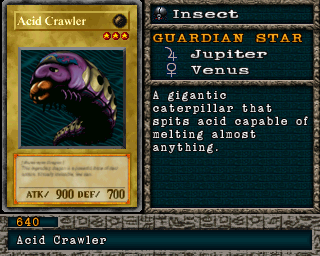 Acid Crawler
ATK/ 900 DEF/ 700
Insect
GUARDIAN STAR
Jupiter
Venus
A gigantic
caterpillar that
spits acid capable of
melting almost
anything.
640
Acid Crawler